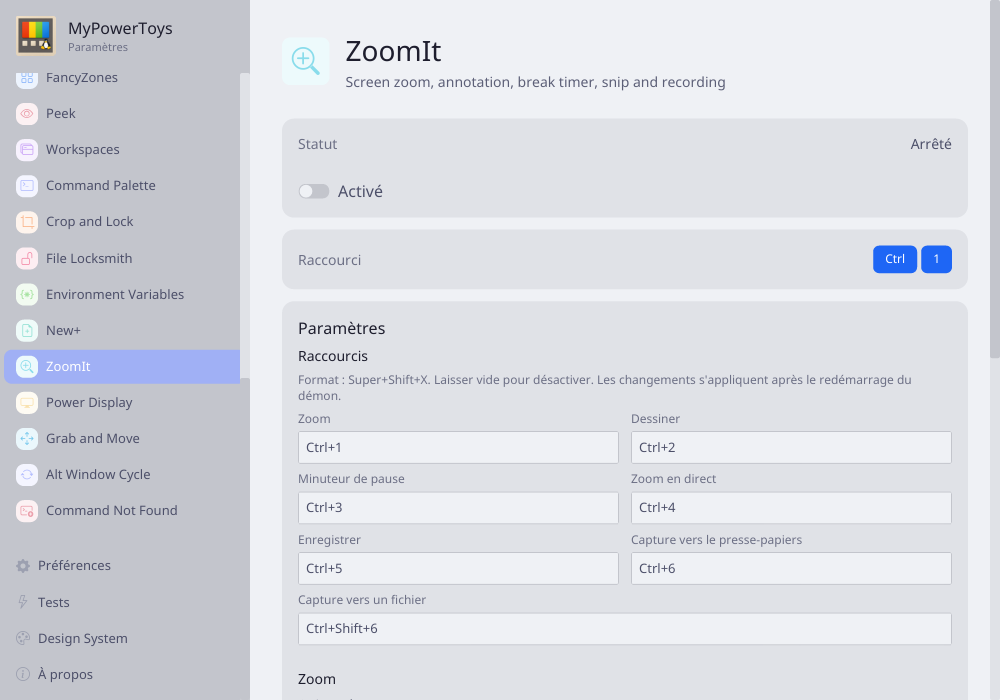 MyPowerToys
Paramètres
FancyZones
Peek
Workspaces
Command Palette
Crop and Lock
File Locksmith
Environment Variables
New+
ZoomIt
Power Display
Grab and Move
Alt Window Cycle
Command Not Found
Préférences
Tests
Design System
À propos
ZoomIt
Screen zoom, annotation, break timer, snip and recording
Statut
Arrêté
Activé
Raccourci
Ctrl
1
Paramètres
Raccourcis
Format : Super+Shift+X. Laisser vide pour désactiver. Les changements s'appliquent après le redémarrage du
démon.
Zoom
Dessiner
Ctrl+1
Ctrl+2
Minuteur de pause
Zoom en direct
Ctrl+3
Ctrl+4
Enregistrer
Capture vers le presse-papiers
Ctrl+5
Ctrl+6
Capture vers un fichier
Ctrl+Shift+6
Zoom